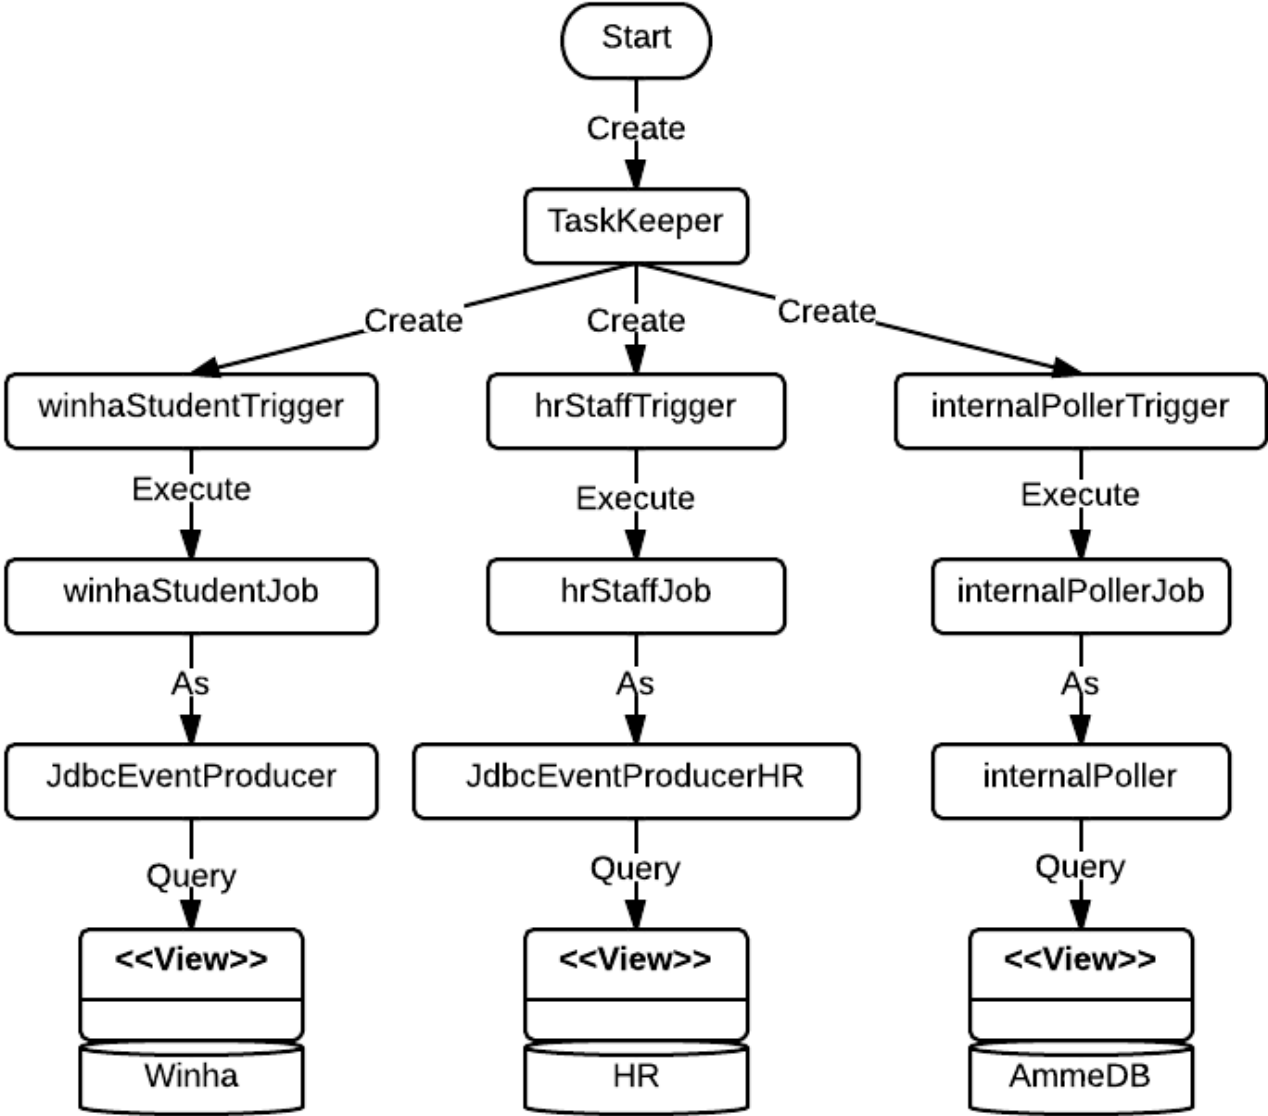 Start
Create
TaskKeeper
Create
Create
Create
winhaStudentTrigger
hrStaffTrigger
internalPollerTrigger
Execute
Execute
Execute
winhaStudentJob
hrStaffJob
internalPollerJob
As
As
As
JdbcEventProducer
JdbcEventProducerHR
internalPoller
Query
Query
Query
<<View>>
<<View>>
<<View>>
Winha
HR
AmmeDB